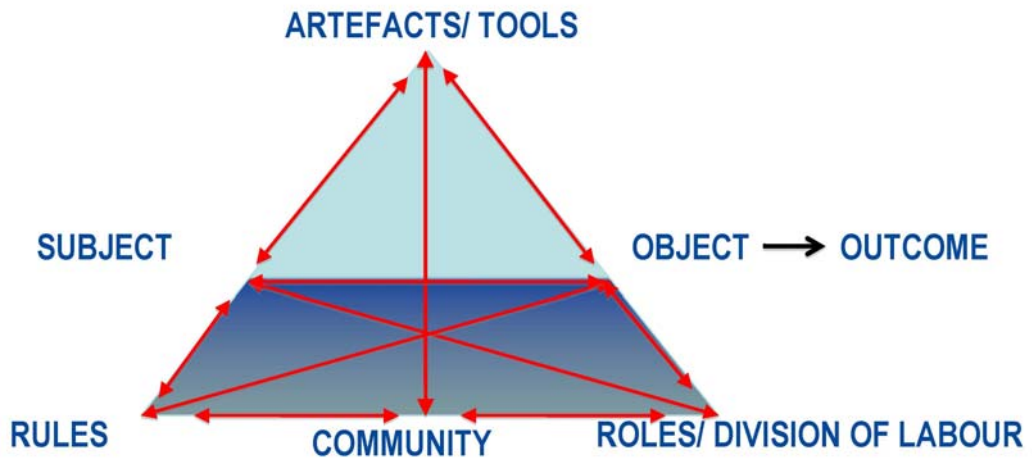 ARTEFACTS/ TOOLS
SUBJECT
OBJECT OUTCOME
RULES
COMMUNITY
ROLES/ DIVISION OF LABOUR